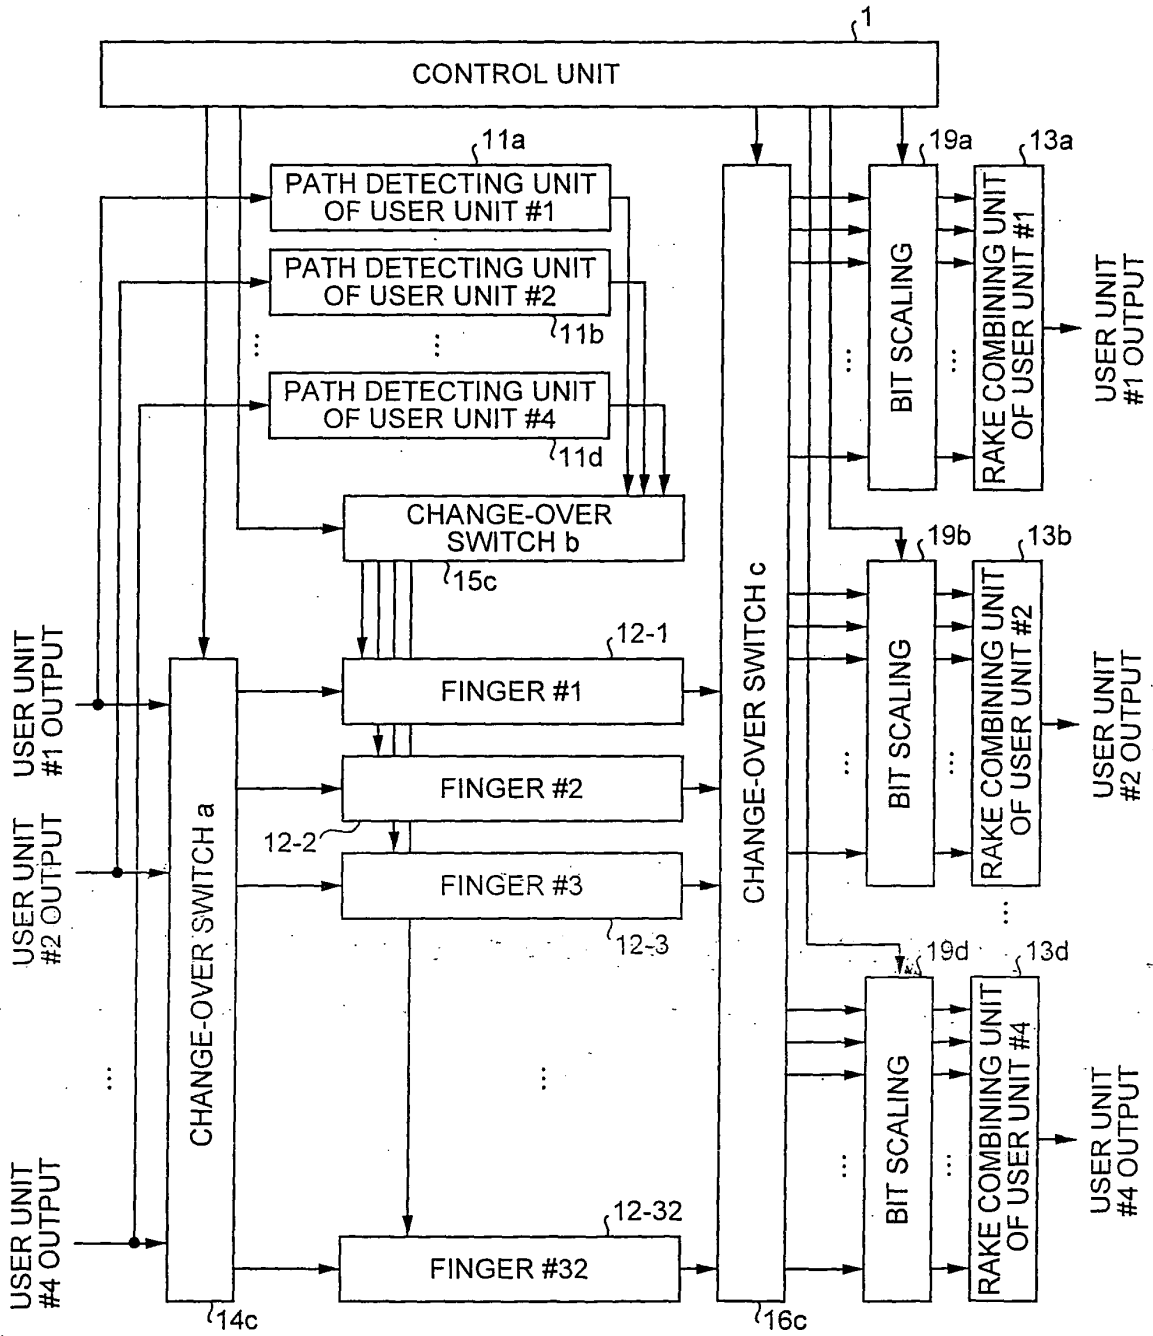 1
CONTROL UNIT
11a
PATH DETECTING UNIT
OF USER UNIT #1
PATH DETECTING UNIT
OF USER UNIT #2
11b
PATH DETECTING UNIT
OF USER UNIT #4
11d
CHANGE-OVER
SWITCH b
15c
USER UNIT
#1 OUTPUT
USER UNIT
#2 OUTPUT
USER UNIT
#4 OUTPUT
CHANGE-OVER SWITCH a
14c
12-1
FINGER #1
FINGER #2
12-2
FINGER #3
12-3
12-32
FINGER #32
CHANGE-OVER SWITCH c
16c
19a
BIT SCALING
13a
RAKE COMBINING UNIT
OF USER UNIT #1
USER UNIT
#1 OUTPUT
19b
BIT SCALING
13b
RAKE COMBINING UNIT
OF USER UNIT #2
USER UNIT
#2 OUTPUT
19d
BIT SCALING
13d
RAKE COMBINING UNIT
OF USER UNIT #4
USER UNIT
#4 OUTPUT